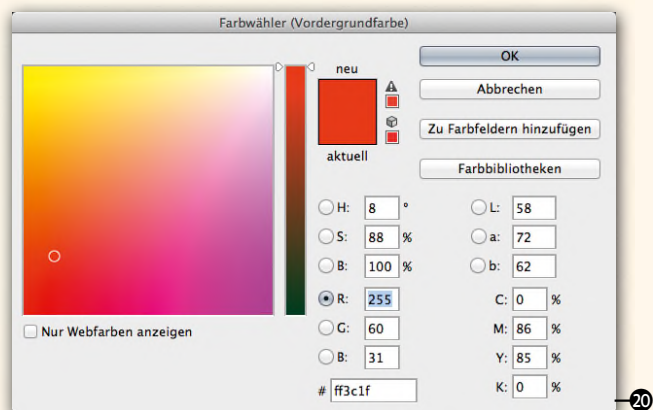 Farbwähler (Vordergrundfarbe)
neu
aktuell
OK
Abbrechen
Zu Farbfeldern hinzufügen
Farbbibliotheken
H: 8 °
S: 88 %
B: 100 %
R: 255
G: 60
B: 31
# ff3c1f
L: 58
a: 72
b: 62
C: 0 %
M: 86 %
Y: 85 %
K: 0 %
Nur Webfarben anzeigen
20